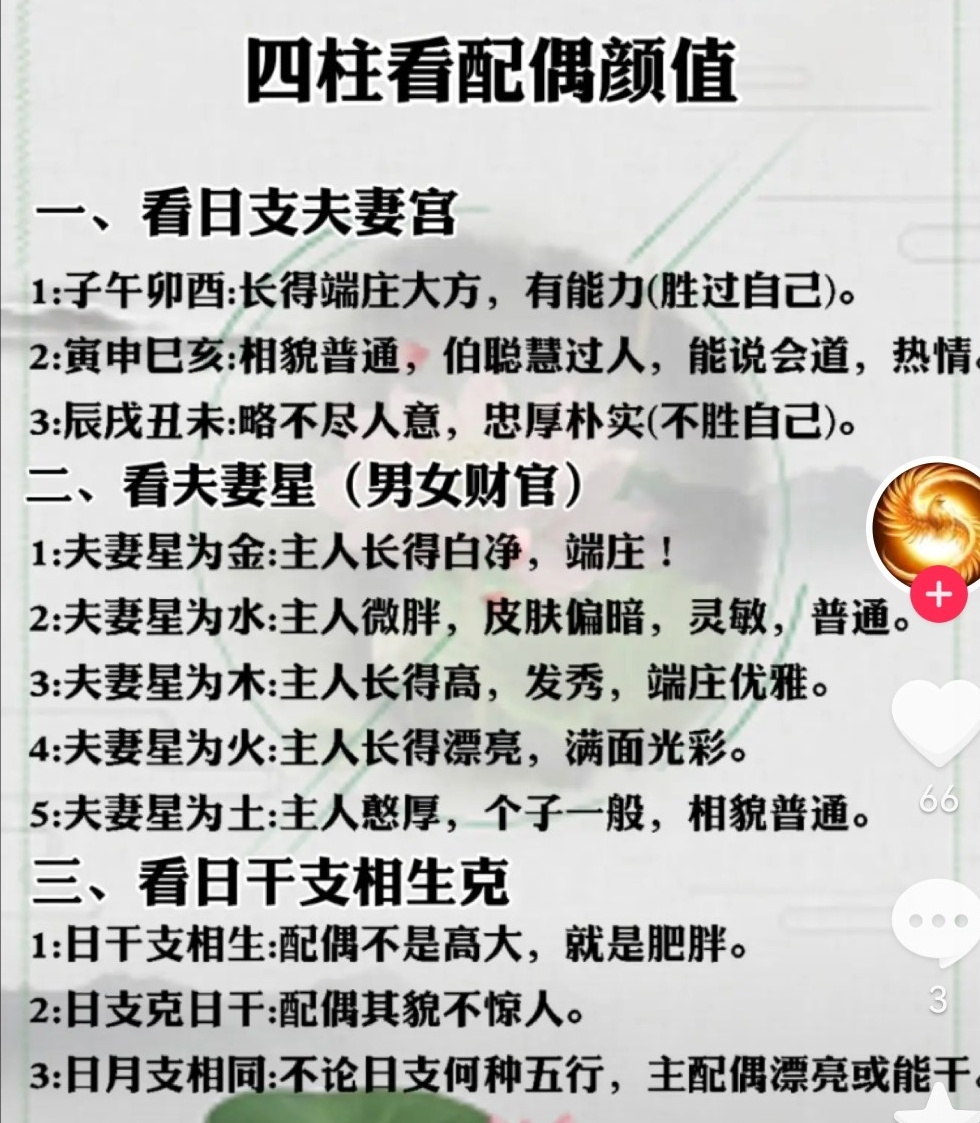 四柱看配偶颜值
一、看日支夫妻宫
1:子午卯酉:长得端庄大方，有能力(胜过自己)。
2:寅申巳亥:相貌普通，伯聪慧过人，能说会道，热情。
3:辰戌丑未:略不尽人意，忠厚朴实(不胜自己)。
二、看夫妻星（男女财官）
1:夫妻星为金:主人长得白净，端庄！
2:夫妻星为水:主人微胖，皮肤偏暗，灵敏，普通。
3:夫妻星为木:主人长得高，发秀，端庄优雅。
4:夫妻星为火:主人长得漂亮，满面光彩。
66
5:夫妻星为土:主人憨厚，个子一般，相貌普通。
三、看日干支相生克
1:日干支相生:配偶不是高大，就是肥胖。
3
2:日支克日干:配偶其貌不惊人。
3:日月支相同:不论日支何种五行，主配偶漂亮或能干。